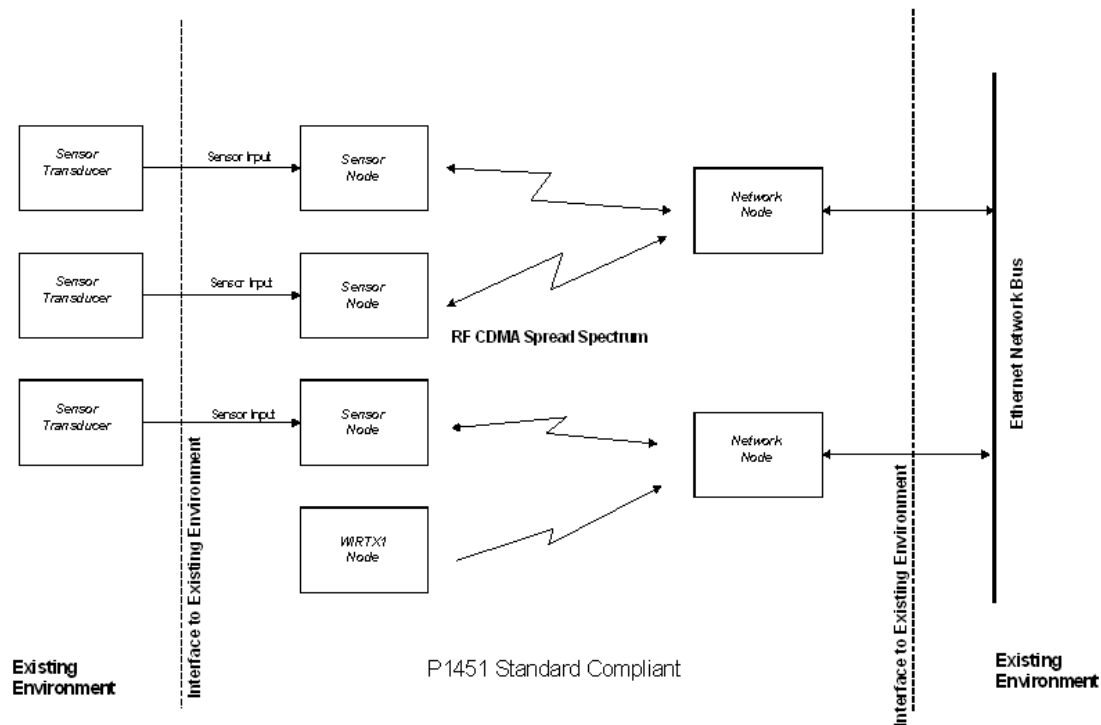 Sensor
Transducer
Sensor Input
Sensor
Node
Network
Node
Sensor
Transducer
Sensor Input
Sensor
Node
RF CDMA Spread Spectrum
Ethernet Network Bus
Sensor
Transducer
Sensor Input
Sensor
Node
Network
Node
WIRTX1
Node
Interface to Existing Environment
Interface to Existing Environment
Existing
Environment
P1451 Standard Compliant
Existing
Environment